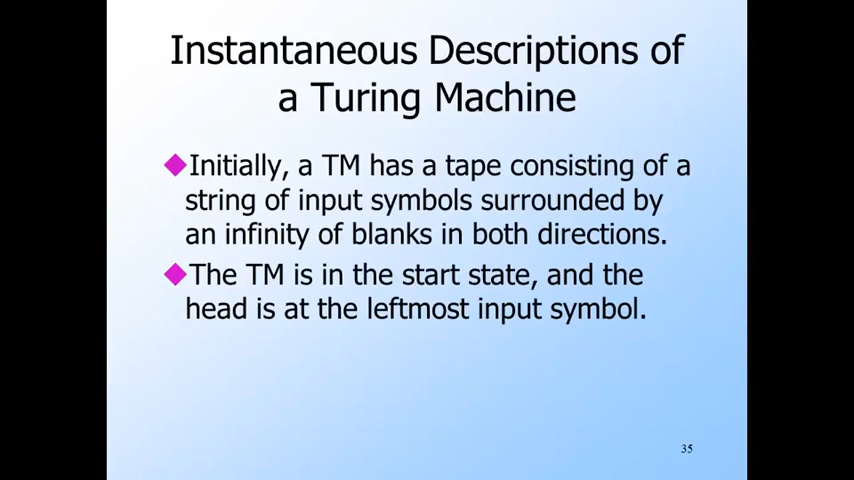 Instantaneous Descriptions of
a Turing Machine
Initially, a TM has a tape consisting of a
string of input symbols surrounded by
an infinity of blanks in both directions.
The TM is in the start state, and the
head is at the leftmost input symbol.
35